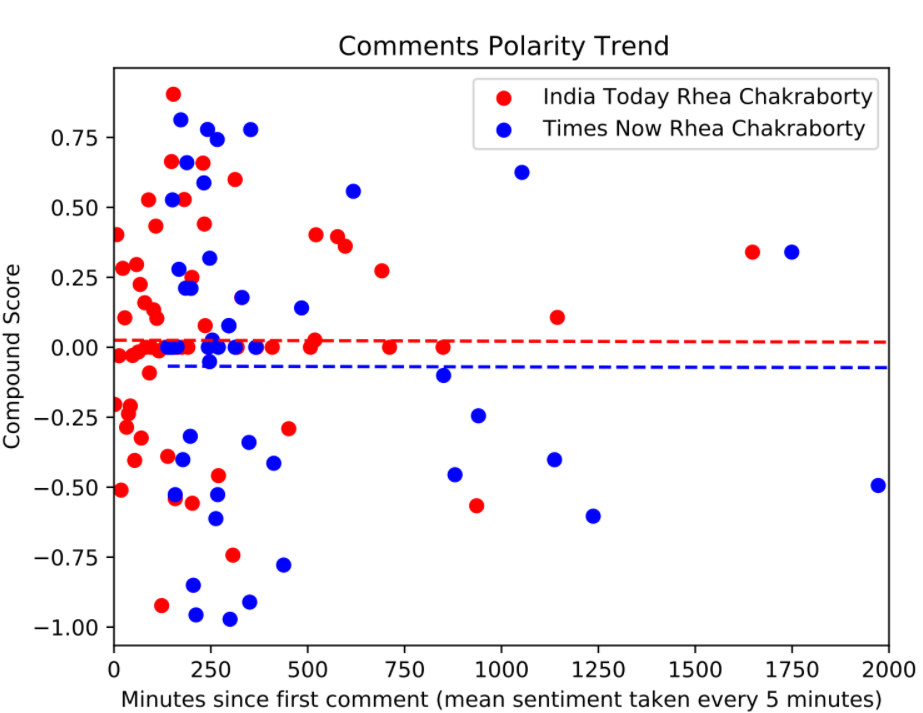 Comments Polarity Trend
India Today Rhea Chakraborty
Times Now Rhea Chakraborty
Compound Score
0.75
0.50
0.25
0.00
−0.25
−0.50
−0.75
−1.00
0 250 500 750 1000 1250 1500 1750 2000
Minutes since first comment (mean sentiment taken every 5 minutes)